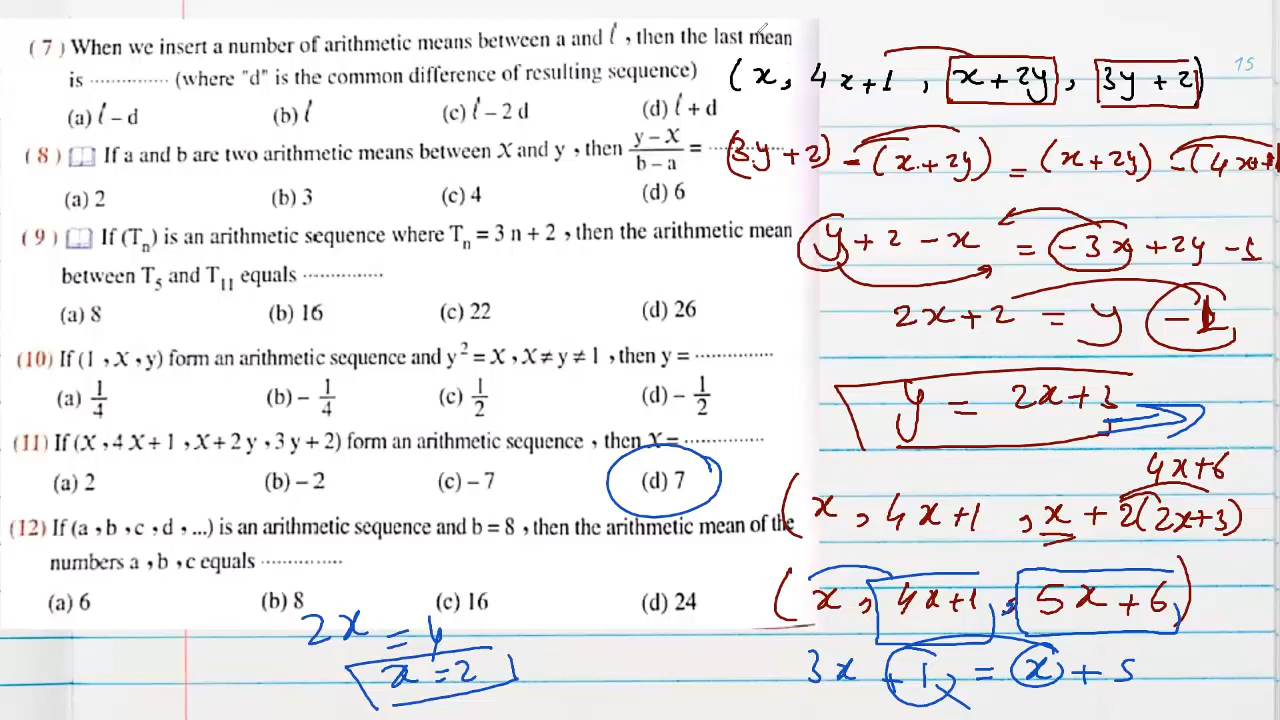 (7) When we insert a number of arithmetic means between a and ℓ , then the last mean
is .............. (where "d" is the common difference of resulting sequence)
(a) ℓ – d (b) ℓ (c) ℓ – 2 d (d) ℓ + d
(8) If a and b are two arithmetic means between X and y , then (y – X)/(b – a) = ..............
(a) 2 (b) 3 (c) 4 (d) 6
(9) If (Tₙ) is an arithmetic sequence where Tₙ = 3 n + 2 , then the arithmetic mean
between T₅ and T₁₁ equals ..............
(a) 8 (b) 16 (c) 22 (d) 26
(10) If (1 , X , y) form an arithmetic sequence and y² = X , X ≠ y ≠ 1 , then y = ..............
(a) 1/4 (b) – 1/4 (c) 1/2 (d) – 1/2
(11) If (X , 4 X + 1 , X + 2 y , 3 y + 2) form an arithmetic sequence , then X = ..............
(a) 2 (b) – 2 (c) – 7 (d) 7
(12) If (a , b , c , d , ...) is an arithmetic sequence and b = 8 , then the arithmetic mean of the
numbers a , b , c equals ..............
(a) 6 (b) 8 (c) 16 (d) 24
2x = 4
x = 2
15
(x, 4x+1, x+2y, 3y+2)
(3y+2) - (x+2y) = (x+2y) - (4x+1
y+2-x = -3x+2y-1
2x+2 = y -1
y = 2x+3
4x+6
(x, 4x+1, x+2(2x+3)
(x, 4x+1, 5x+6)
3x +1 = x+5